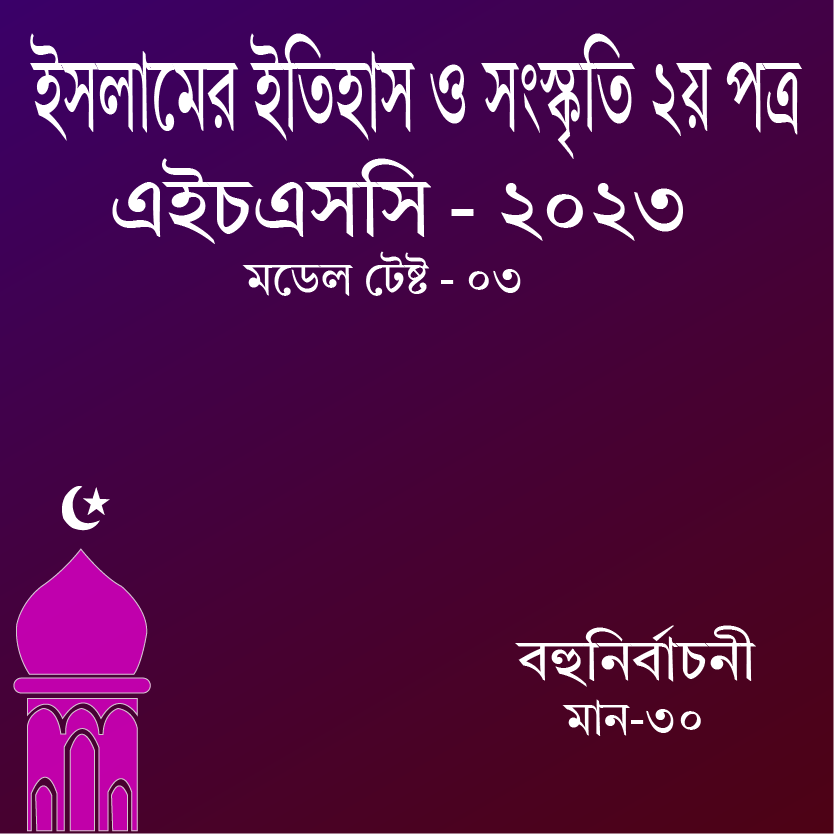 ইসলামের ইতিহাস ও সংস্কৃতি ২য় পত্র
এইচএসসি - ২০২৩
মডেল টেষ্ট - ০৩
বহুনির্বাচনী
মান-৩০